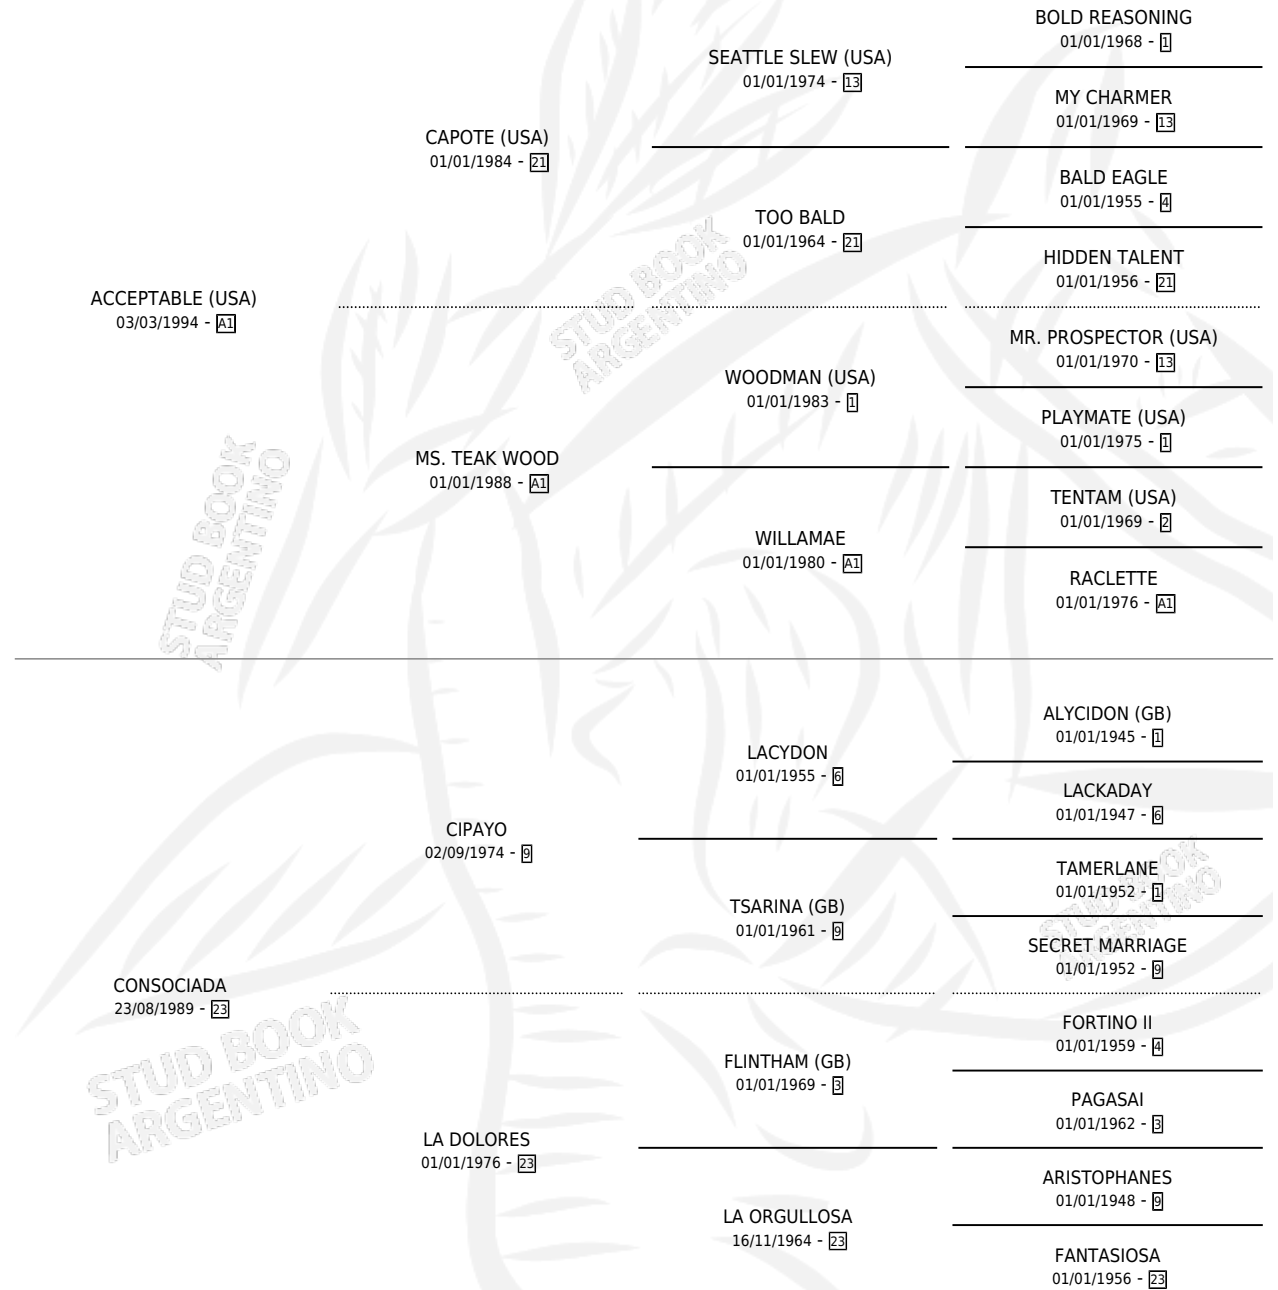 BOLD REASONING
01/01/1968 - 1
SEATTLE SLEW (USA)
01/01/1974 - 13
MY CHARMER
01/01/1969 - 13
CAPOTE (USA)
01/01/1984 - 21
BALD EAGLE
01/01/1955 - 4
TOO BALD
01/01/1964 - 21
HIDDEN TALENT
01/01/1956 - 21
ACCEPTABLE (USA)
03/03/1994 - A1
MR. PROSPECTOR (USA)
01/01/1970 - 13
WOODMAN (USA)
01/01/1983 - 1
PLAYMATE (USA)
01/01/1975 - 1
MS. TEAK WOOD
01/01/1988 - A1
TENTAM (USA)
01/01/1969 - 2
WILLAMAE
01/01/1980 - A1
RACLETTE
01/01/1976 - A1
STUD BOOK
ARGENTINO
STUD BOOK
ARGENTINO
ALYCIDON (GB)
01/01/1945 - 1
LACYDON
01/01/1955 - 6
LACKADAY
01/01/1947 - 6
CIPAYO
02/09/1974 - 9
TAMERLANE
01/01/1952 - 1
TSARINA (GB)
01/01/1961 - 9
SECRET MARRIAGE
01/01/1952 - 9
CONSOCIADA
23/08/1989 - 23
FORTINO II
01/01/1959 - 4
FLINTHAM (GB)
01/01/1969 - 3
PAGASAI
01/01/1962 - 3
LA DOLORES
01/01/1976 - 23
ARISTOPHANES
01/01/1948 - 9
LA ORGULLOSA
16/11/1964 - 23
FANTASIOSA
01/01/1956 - 23
STUD BOOK
ARGENTINO
STUD BOOK
ARGENTINO